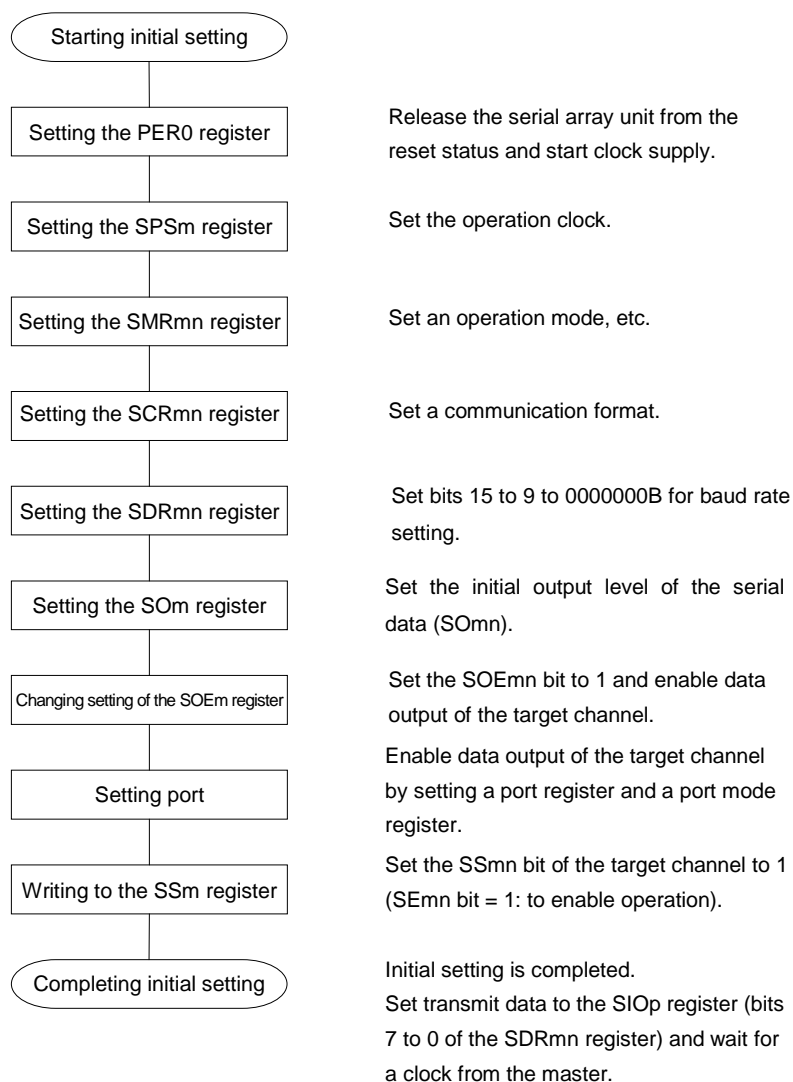 Starting initial setting
Setting the PER0 register
Release the serial array unit from the
reset status and start clock supply.
Setting the SPSm register
Set the operation clock.
Setting the SMRmn register
Set an operation mode, etc.
Setting the SCRmn register
Set a communication format.
Setting the SDRmn register
Set bits 15 to 9 to 0000000B for baud rate
setting.
Setting the SOm register
Set the initial output level of the serial
data (SOmn).
Changing setting of the SOEm register
Set the SOEmn bit to 1 and enable data
output of the target channel.
Setting port
Enable data output of the target channel
by setting a port register and a port mode
register.
Writing to the SSm register
Set the SSmn bit of the target channel to 1
(SEmn bit = 1: to enable operation).
Completing initial setting
Initial setting is completed.
Set transmit data to the SIOp register (bits
7 to 0 of the SDRmn register) and wait for
a clock from the master.